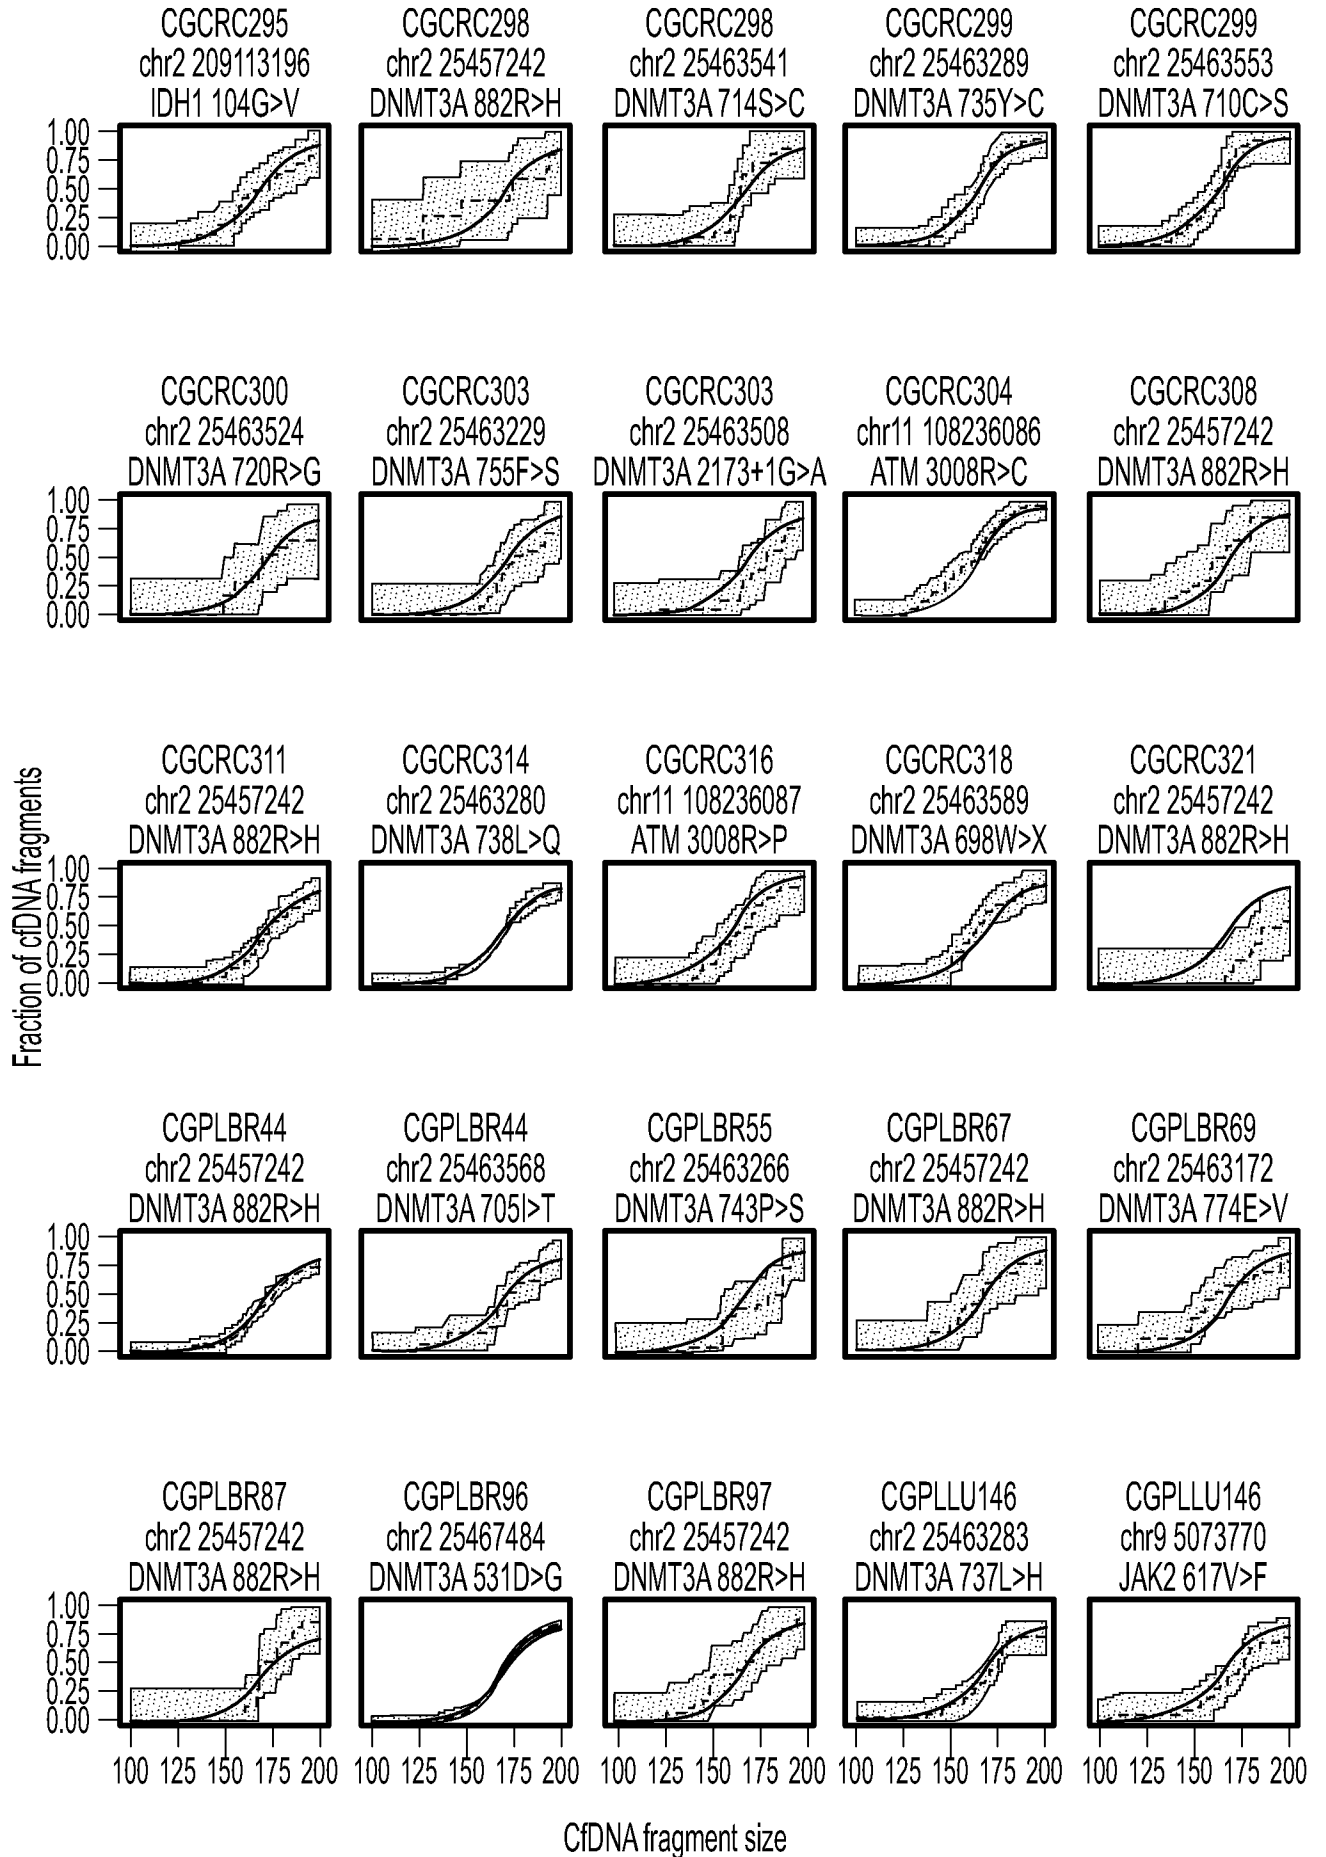 CGCRC295
chr2 209113196
IDH1 104G>V
CGCRC298
chr2 25457242
DNMT3A 882R>H
CGCRC298
chr2 25463541
DNMT3A 714S>C
CGCRC299
chr2 25463289
DNMT3A 735Y>C
CGCRC299
chr2 25463553
DNMT3A 710C>S
1.00
0.75
0.50
0.25
0.00
CGCRC300
chr2 25463524
DNMT3A 720R>G
CGCRC303
chr2 25463229
DNMT3A 755F>S
CGCRC303
chr2 25463508
DNMT3A 2173+1G>A
CGCRC304
chr11 108236086
ATM 3008R>C
CGCRC308
chr2 25457242
DNMT3A 882R>H
1.00
0.75
0.50
0.25
0.00
Fraction of cfDNA fragments
CGCRC311
chr2 25457242
DNMT3A 882R>H
CGCRC314
chr2 25463280
DNMT3A 738L>Q
CGCRC316
chr11 108236087
ATM 3008R>P
CGCRC318
chr2 25463589
DNMT3A 698W>X
CGCRC321
chr2 25457242
DNMT3A 882R>H
1.00
0.75
0.50
0.25
0.00
CGPLBR44
chr2 25457242
DNMT3A 882R>H
CGPLBR44
chr2 25463568
DNMT3A 705I>T
CGPLBR55
chr2 25463266
DNMT3A 743P>S
CGPLBR67
chr2 25457242
DNMT3A 882R>H
CGPLBR69
chr2 25463172
DNMT3A 774E>V
1.00
0.75
0.50
0.25
0.00
CGPLBR87
chr2 25457242
DNMT3A 882R>H
CGPLBR96
chr2 25467484
DNMT3A 531D>G
CGPLBR97
chr2 25457242
DNMT3A 882R>H
CGPLLU146
chr2 25463283
DNMT3A 737L>H
CGPLLU146
chr9 5073770
JAK2 617V>F
1.00
0.75
0.50
0.25
0.00
100 125 150 175 200
100 125 150 175 200
100 125 150 175 200
100 125 150 175 200
100 125 150 175 200
CfDNA fragment size